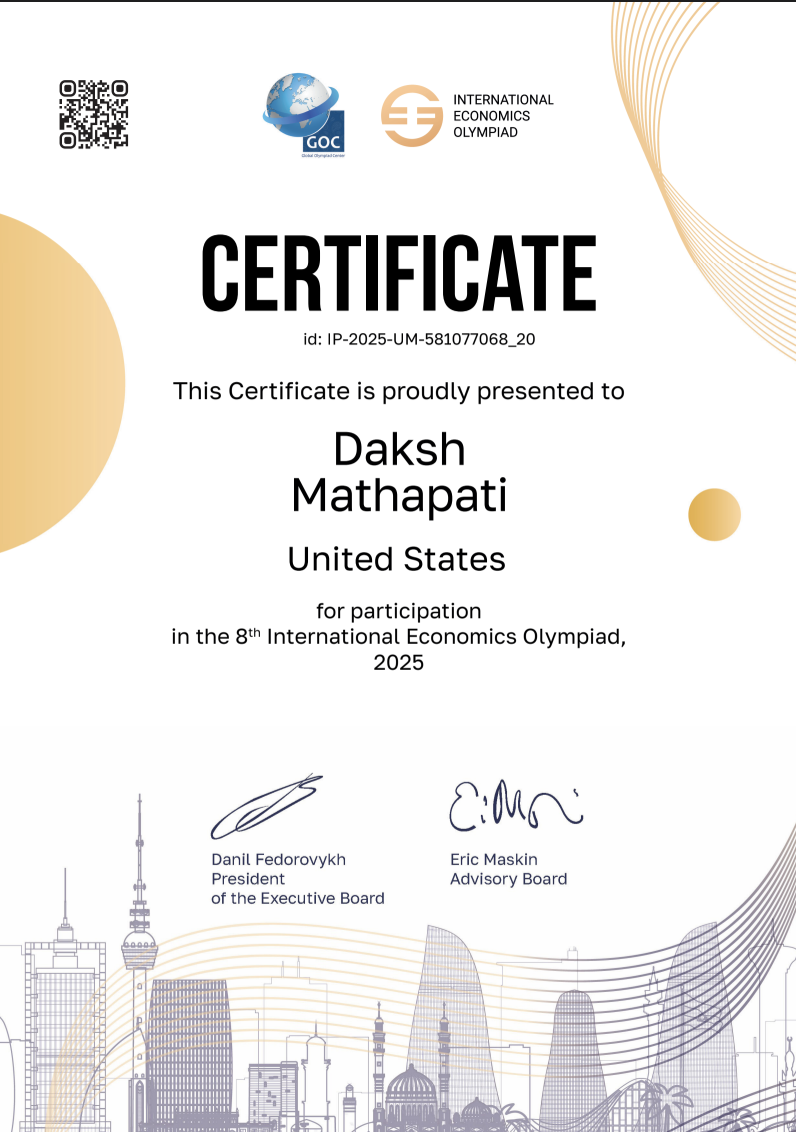 GOC
Global Olympiad Center
INTERNATIONAL
ECONOMICS
OLYMPIAD
CERTIFICATE
id: IP-2025-UM-581077068_20
This Certificate is proudly presented to
Daksh
Mathapati
United States
for participation
in the 8th International Economics Olympiad,
2025
Danil Fedorovykh
President
of the Executive Board
Eric Maskin
Advisory Board